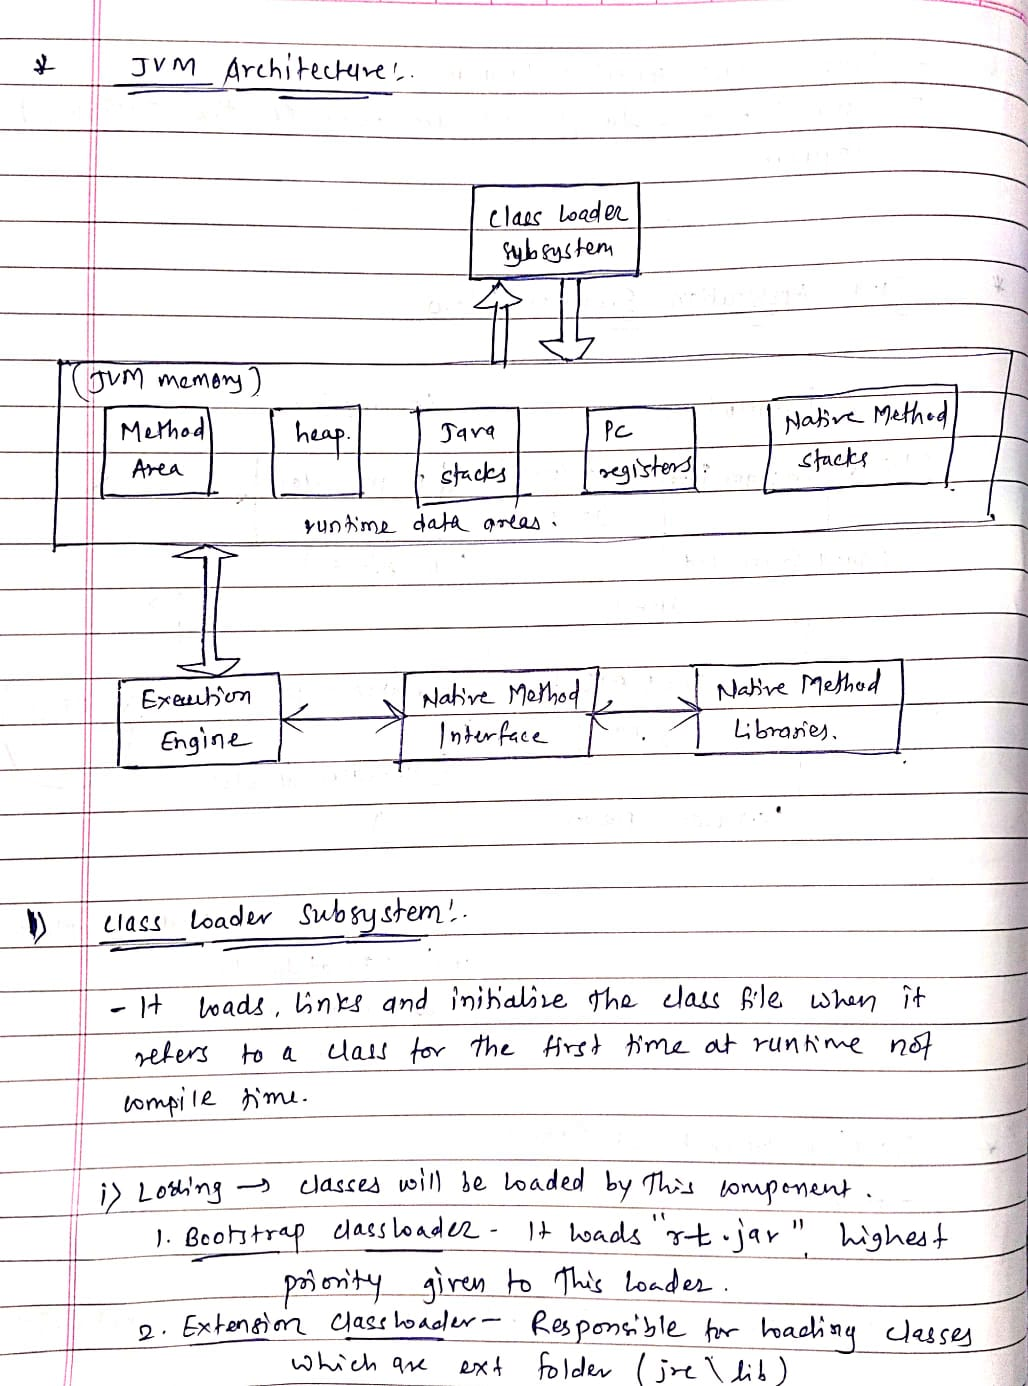 * JVM Architecture:.
Class Loader
subsystem
(JVM memory)
Method
Area
heap.
Java
stacks
PC
registers
Native Method
stacks
runtime data areas.
Execution
Engine
Native Method
Interface
Native Method
Libraries.
1) Class Loader Subsystem:.
- It loads, links and initialise the class file when it
refers to a class for the first time at runtime not
compile time.
i) Loading → classes will be loaded by this component.
1. Bootstrap classloader - It loads "rt.jar" highest
priority given to this loader.
2. Extension Classloader - Responsible for loading classes
which are ext folder (jre\lib)